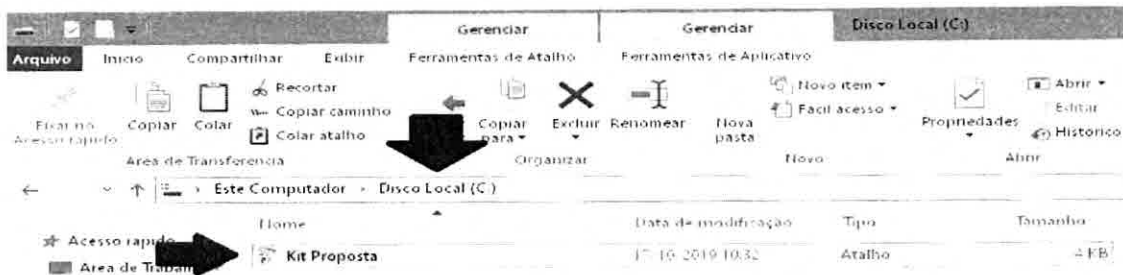 Gerenciar Gerenciar Disco Local (C:)
Arquivo Início Compartilhar Exibir Ferramentas de Atalho Ferramentas de Aplicativo
Fixar no Acesso rápido
Copiar
Colar
Recortar
Copiar caminho
Colar atalho
Copiar para
Excluir
Renomear
Nova pasta
Novo item
Fácil acesso
Propriedades
Abrir
Editar
Histórico
Área de Transferência Organizar Novo Abrir
Este Computador Disco Local (C:)
Nome Data de modificação Tipo Tamanho
Acesso rápido
Kit Proposta 17/10/2019 10:32 Atalho 4 KB
Área de Trabalh